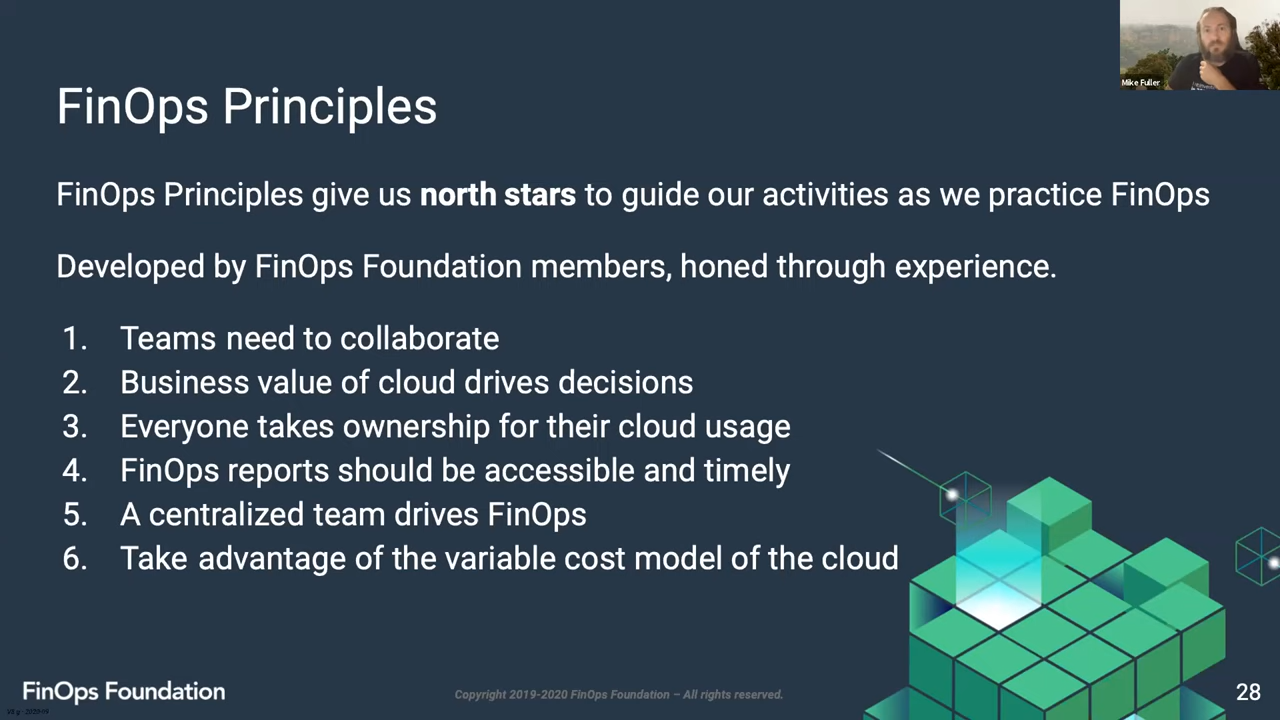 Mike Fuller
FinOps Principles
FinOps Principles give us north stars to guide our activities as we practice FinOps
Developed by FinOps Foundation members, honed through experience.
1. Teams need to collaborate
2. Business value of cloud drives decisions
3. Everyone takes ownership for their cloud usage
4. FinOps reports should be accessible and timely
5. A centralized team drives FinOps
6. Take advantage of the variable cost model of the cloud
FinOps Foundation
Copyright 2019-2020 FinOps Foundation – All rights reserved.
28